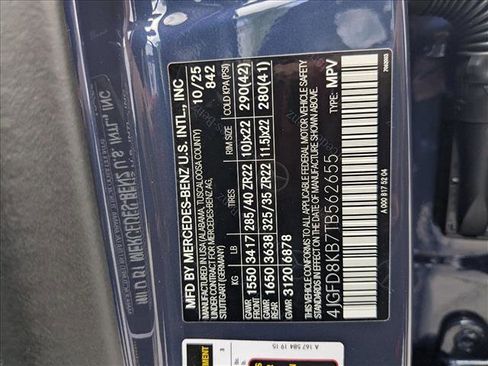 MFD BY MERCEDES-BENZ U.S. INTL., INC.
MANUFACTURED IN USA (ALABAMA, TUSCALOOSA COUNTY)
UNDER CONTRACT FOR MERCEDES-BENZ AG,
STUTTGART (GERMANY)
10/25
842
KG LB TIRES RIM SIZE COLD KPA(PSI)
GAWR FRONT 1550 3417 285/40 ZR22 (10)Jx22 290(42)
GAWR REAR 1650 3638 325/35 ZR22 (11.5)Jx22 280(41)
GVWR 3120 6878
THIS VEHICLE CONFORMS TO ALL APPLICABLE FEDERAL MOTOR VEHICLE SAFETY
STANDARDS IN EFFECT ON THE DATE OF MANUFACTURE SHOWN ABOVE.
4JGFD8KB7TB562655 TYPE: MPV
A 000 817 52 04
A 167 584 19 15